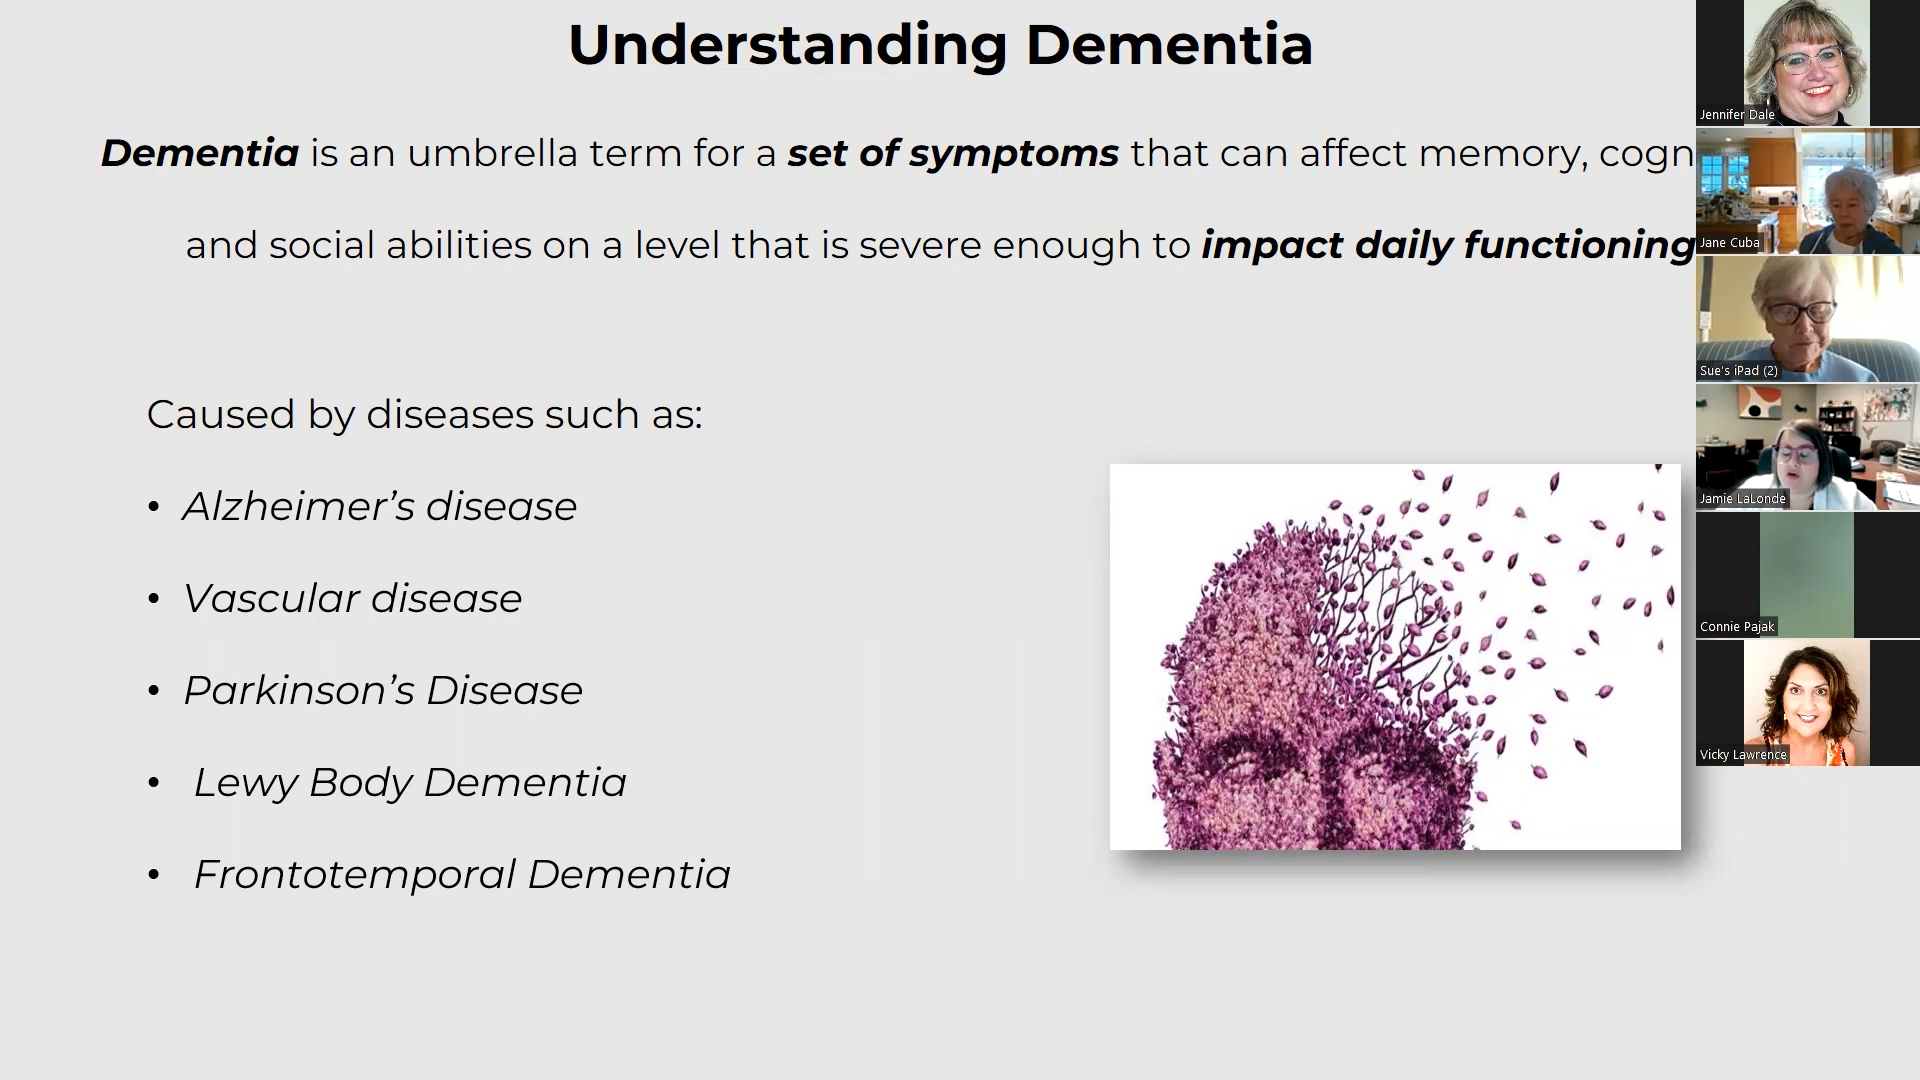 Understanding Dementia
Dementia is an umbrella term for a set of symptoms that can affect memory, cogn
and social abilities on a level that is severe enough to impact daily functioning
Caused by diseases such as:
• Alzheimer’s disease
• Vascular disease
• Parkinson’s Disease
• Lewy Body Dementia
• Frontotemporal Dementia
Jennifer Dale
Jane Cuba
Sue's iPad (2)
Jamie LaLonde
Connie Pajak
Vicky Lawrence